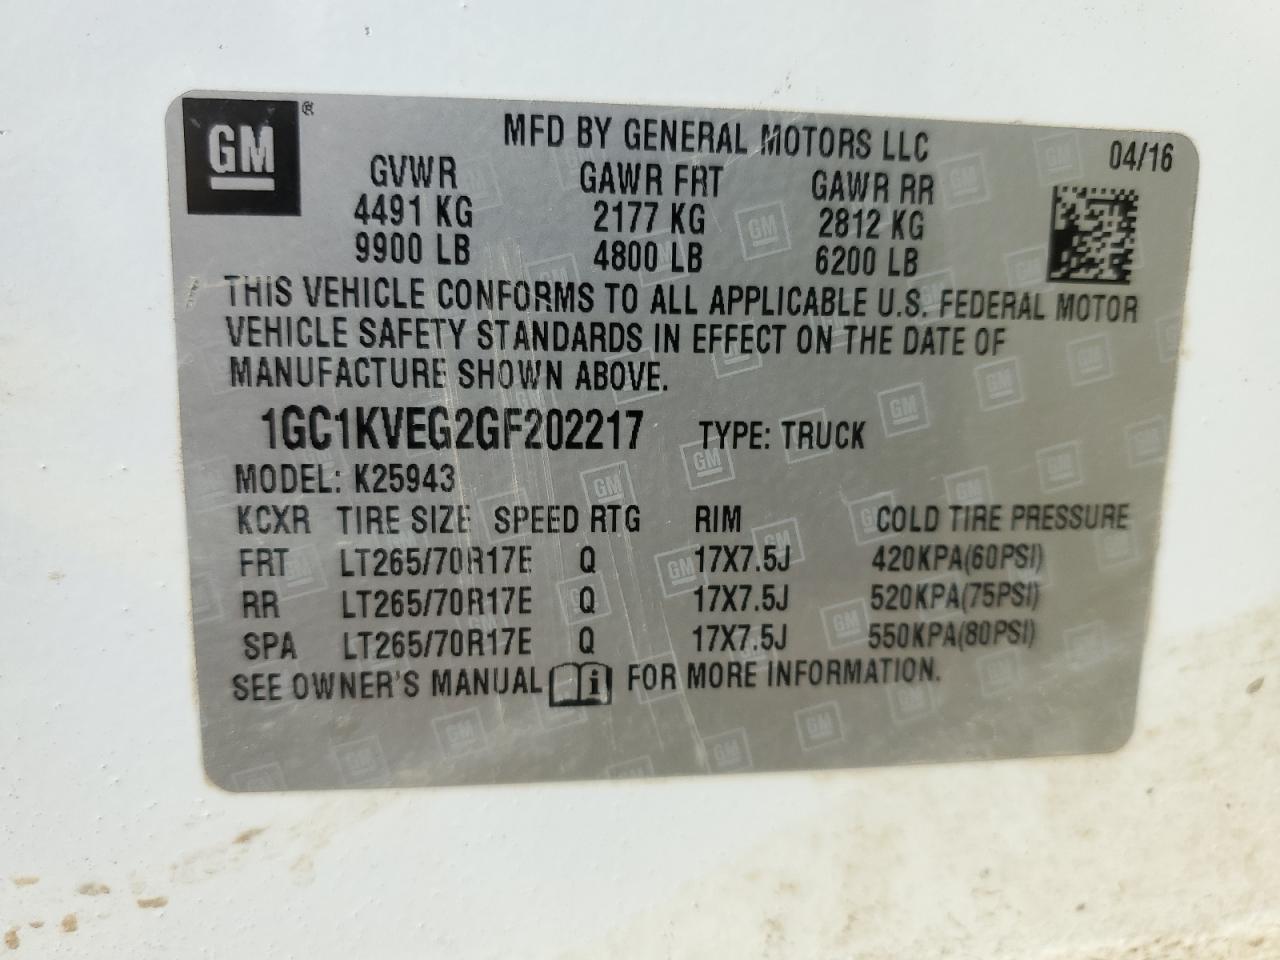 GM ®
MFD BY GENERAL MOTORS LLC
04/16
GVWR GAWR FRT GAWR RR
4491 KG 2177 KG 2812 KG
9900 LB 4800 LB 6200 LB
THIS VEHICLE CONFORMS TO ALL APPLICABLE U.S. FEDERAL MOTOR
VEHICLE SAFETY STANDARDS IN EFFECT ON THE DATE OF
MANUFACTURE SHOWN ABOVE.
1GC1KVEG2GF202217 TYPE: TRUCK
MODEL: K25943
KCXR TIRE SIZE SPEED RTG RIM COLD TIRE PRESSURE
FRT LT265/70R17E Q 17X7.5J 420KPA(60PSI)
RR LT265/70R17E Q 17X7.5J 520KPA(75PSI)
SPA LT265/70R17E Q 17X7.5J 550KPA(80PSI)
SEE OWNER'S MANUAL i FOR MORE INFORMATION.